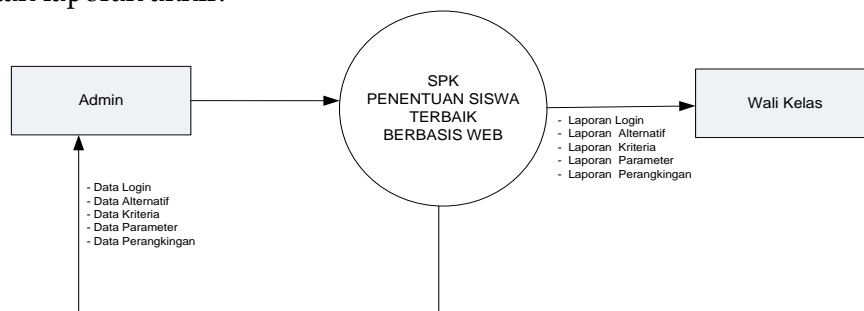 Admin
SPK
PENENTUAN SISWA
TERBAIK
BERBASIS WEB
Wali Kelas
- Laporan Login
- Laporan Alternatif
- Laporan Kriteria
- Laporan Parameter
- Laporan Perangkingan
- Data Login
- Data Alternatif
- Data Kriteria
- Data Parameter
- Data Perangkingan